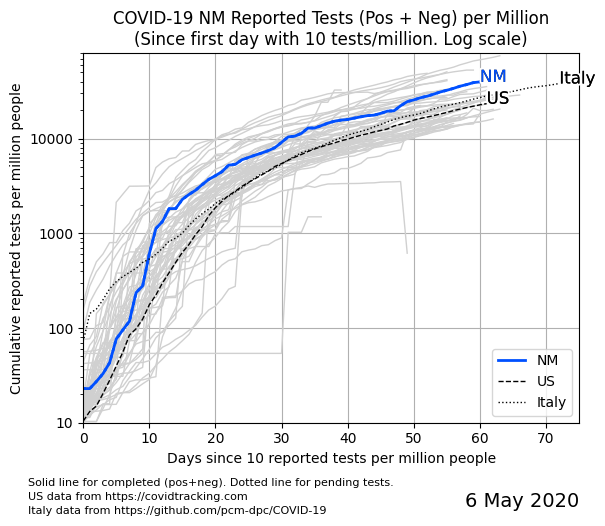 COVID-19 NM Reported Tests (Pos + Neg) per Million
(Since first day with 10 tests/million. Log scale)
Cumulative reported tests per million people
10000
1000
100
10
NM
US
Italy
NM
US
Italy
0 10 20 30 40 50 60 70
Days since 10 reported tests per million people
Solid line for completed (pos+neg). Dotted line for pending tests.
US data from https://covidtracking.com
Italy data from https://github.com/pcm-dpc/COVID-19
6 May 2020